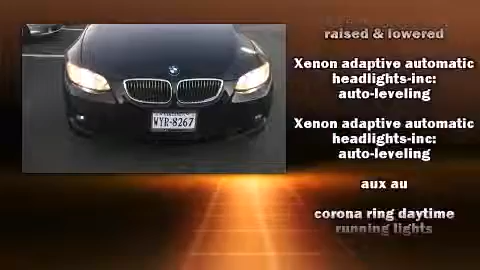 raised & lowered
Xenon adaptive automatic
headlights-inc:
auto-leveling
Xenon adaptive automatic
headlights-inc:
auto-leveling
aux au
corona ring daytime
running lights
WYR-8267